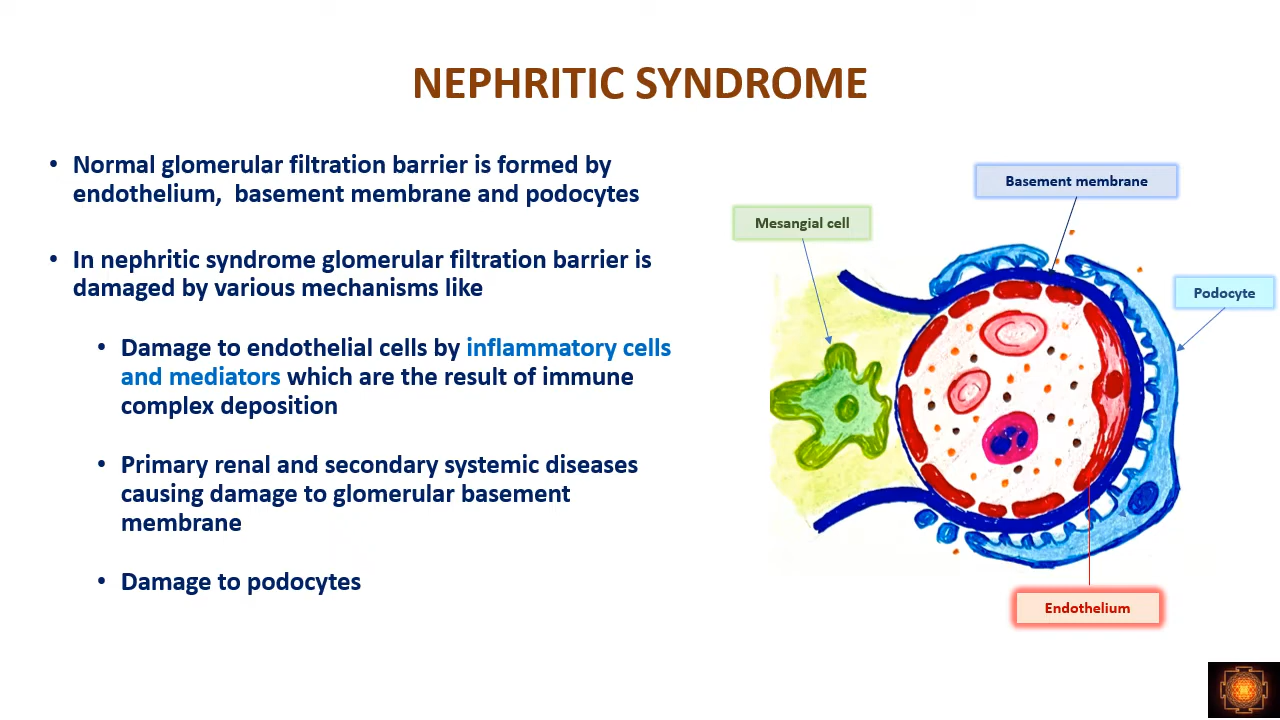 NEPHRITIC SYNDROME
• Normal glomerular filtration barrier is formed by
endothelium, basement membrane and podocytes
• In nephritic syndrome glomerular filtration barrier is
damaged by various mechanisms like
• Damage to endothelial cells by inflammatory cells
and mediators which are the result of immune
complex deposition
• Primary renal and secondary systemic diseases
causing damage to glomerular basement
membrane
• Damage to podocytes
Basement membrane
Mesangial cell
Podocyte
Endothelium